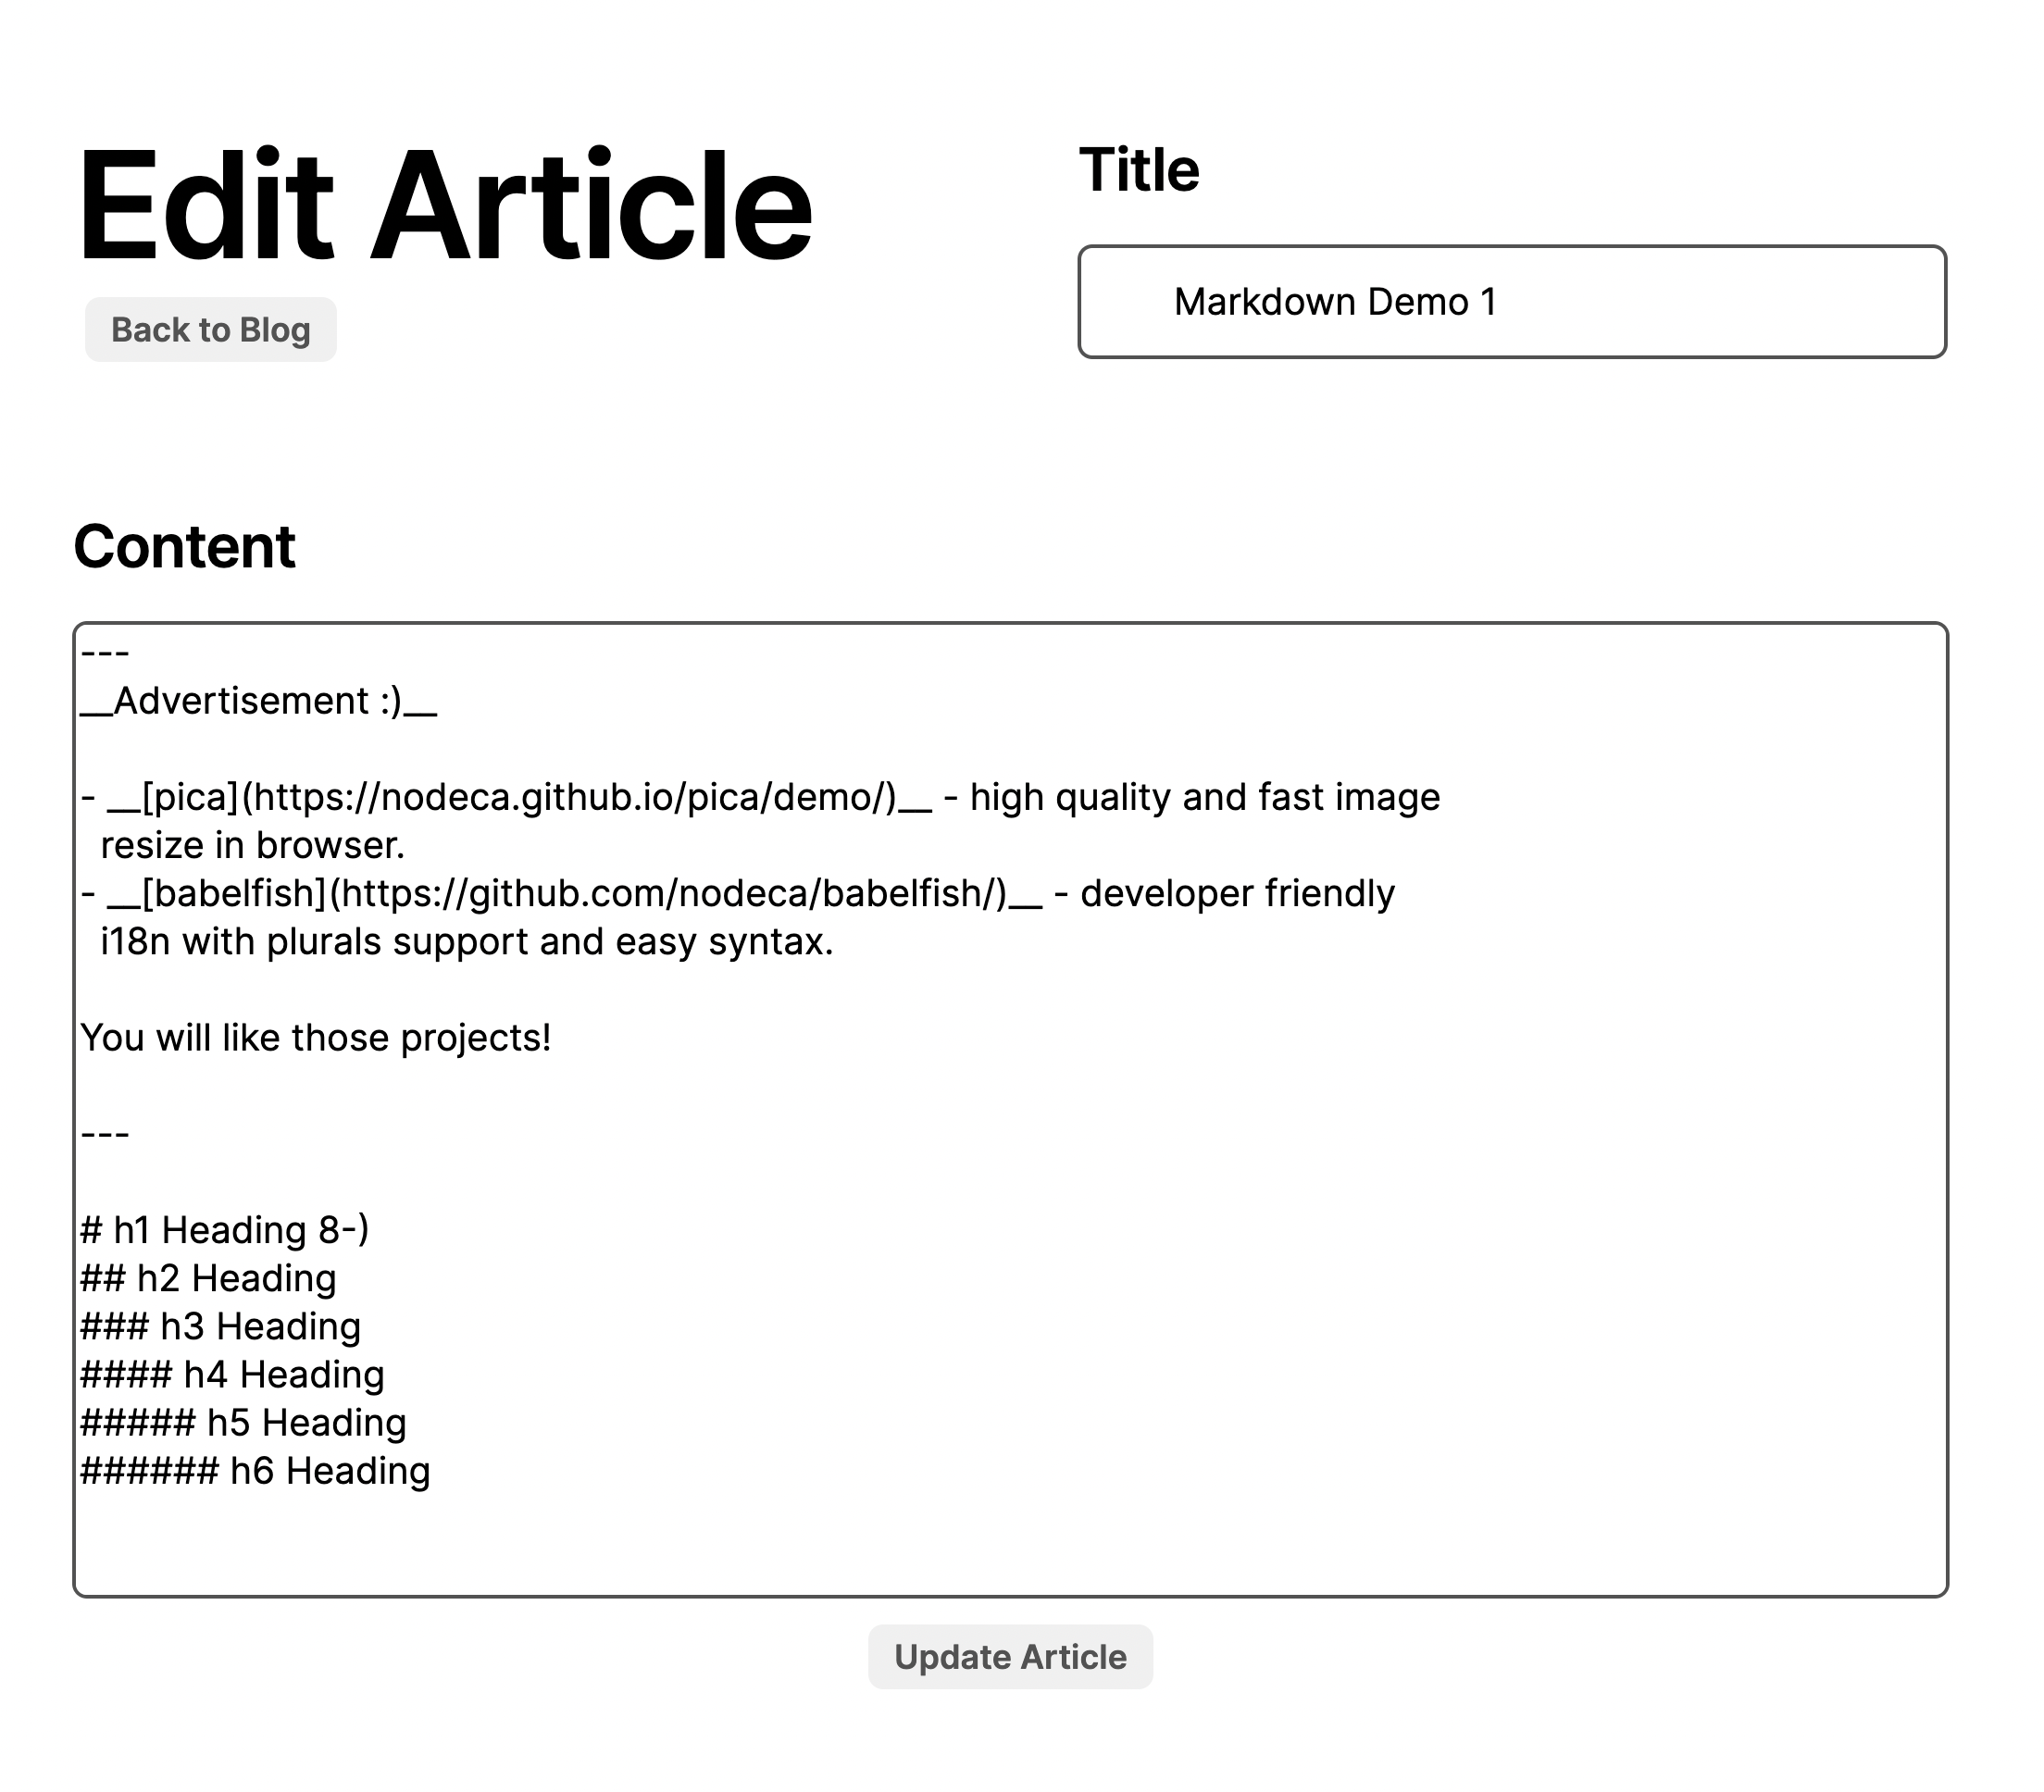 Edit Article
Back to Blog
Title
Markdown Demo 1
Content
---
__Advertisement :)__
- __[pica](https://nodeca.github.io/pica/demo/)__ - high quality and fast image
resize in browser.
- __[babelfish](https://github.com/nodeca/babelfish/)__ - developer friendly
i18n with plurals support and easy syntax.
You will like those projects!
---
# h1 Heading 8-)
## h2 Heading
### h3 Heading
#### h4 Heading
##### h5 Heading
###### h6 Heading
Update Article